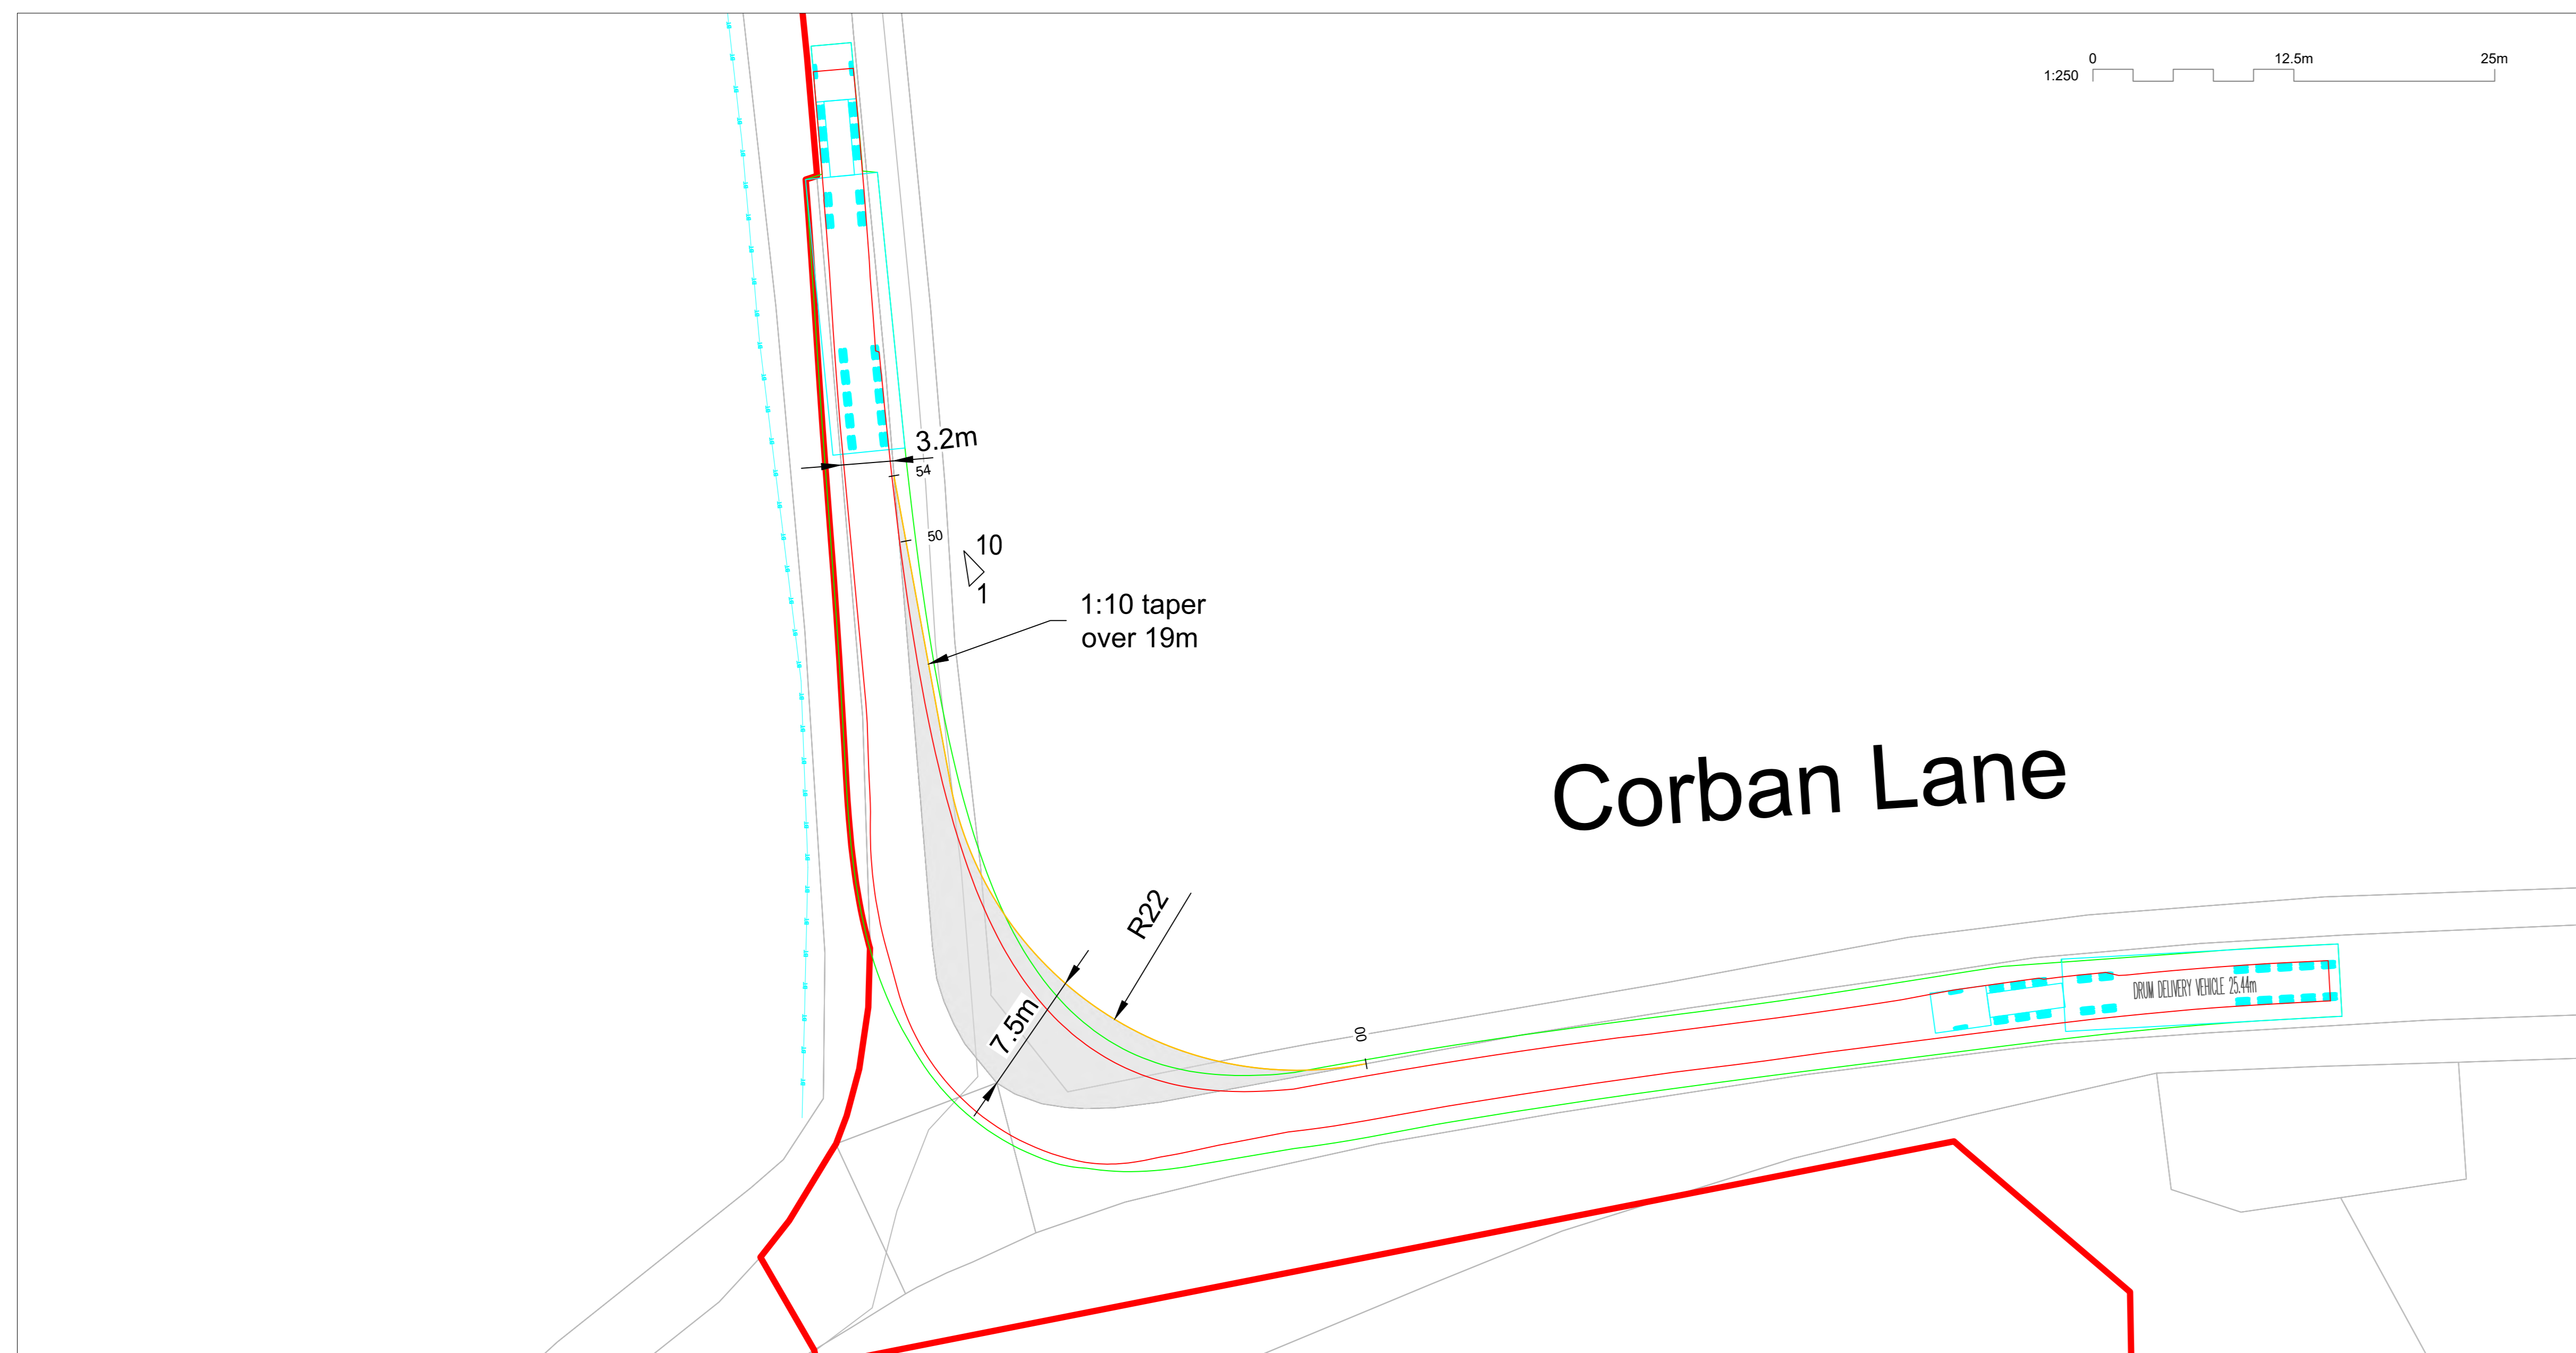 0
12.5m
25m
1:250
3.2m
54
50
10
1
1:10 taper
over 19m
Corban Lane
R22
7.5m
00
DRUM DELIVERY VEHICLE 25.44m